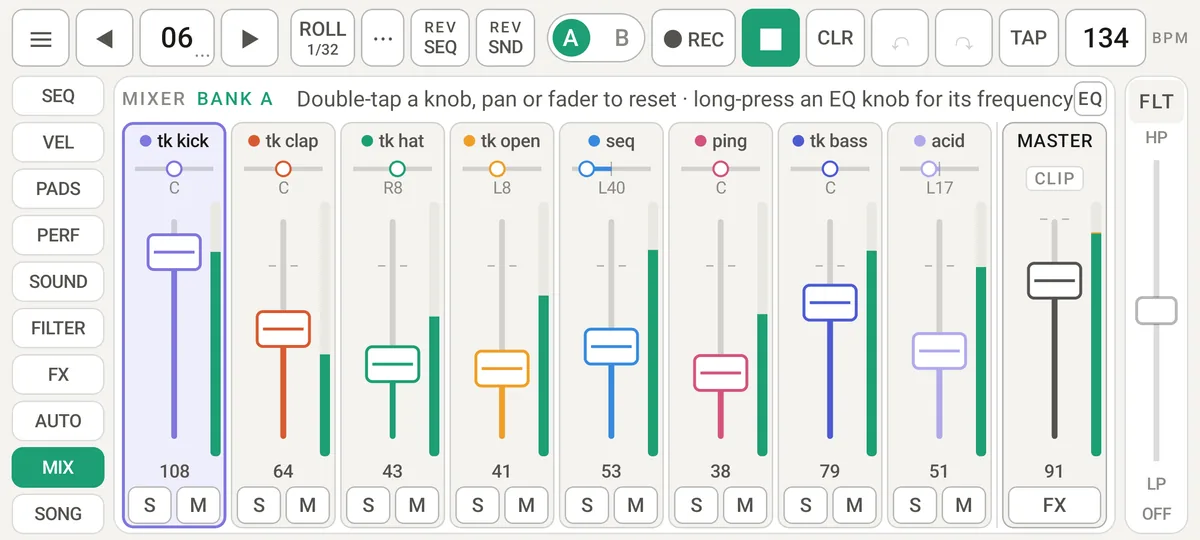 06 ...
ROLL
1/32
...
REV
SEQ
REV
SND
A B
REC
CLR
TAP
134 BPM
SEQ
VEL
PADS
PERF
SOUND
FILTER
FX
AUTO
MIX
SONG
MIXER BANK A Double-tap a knob, pan or fader to reset · long-press an EQ knob for its frequency EQ
tk kick tk clap tk hat tk open seq ping tk bass acid MASTER
C C R8 L8 L40 C C L17 CLIP
108 64 43 41 53 38 79 51 91
S M S M S M S M S M S M S M S M FX
FLT
HP
LP
OFF